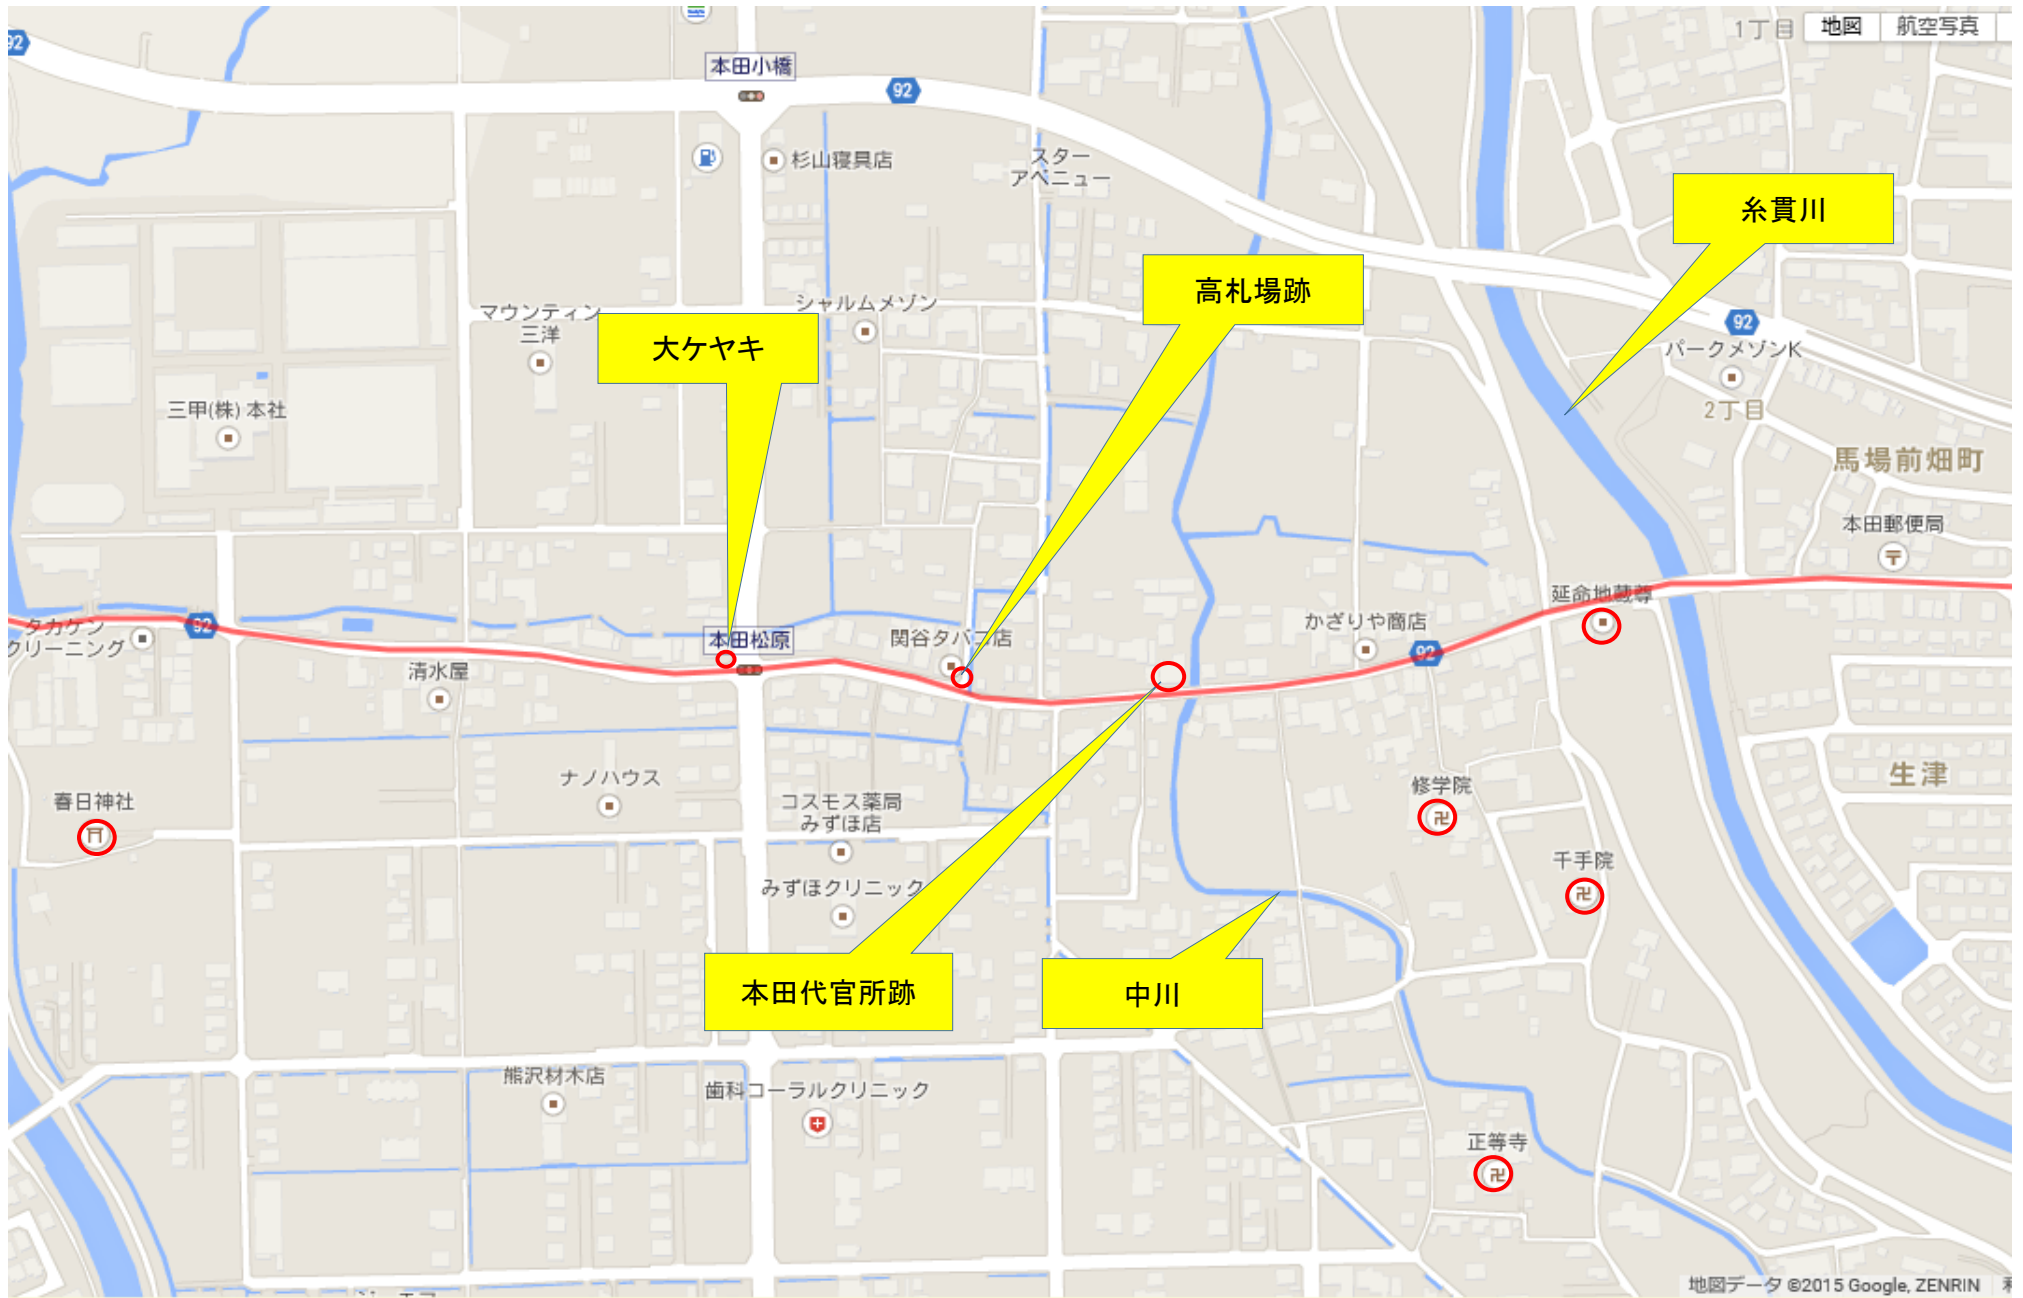 1丁目
地図
航空写真
92
本田小橋
92
杉山寝具店
スター
アベニュー
糸貫川
高札場跡
シャルムメゾン
マウンティン
三洋
大ケヤキ
92
パークメゾンK
2丁目
三甲(株)本社
馬場前畑町
本田郵便局
延命地蔵尊
かざりや商店
92
タカケン
クリーニング
92
本田松原
関谷タバコ店
清水屋
生津
ナノハウス
修学院
春日神社
コスモス薬局
みずほ店
千手院
みずほクリニック
本田代官所跡
中川
熊沢材木店
歯科コーラルクリニック
正等寺
地図データ ©2015 Google, ZENRIN